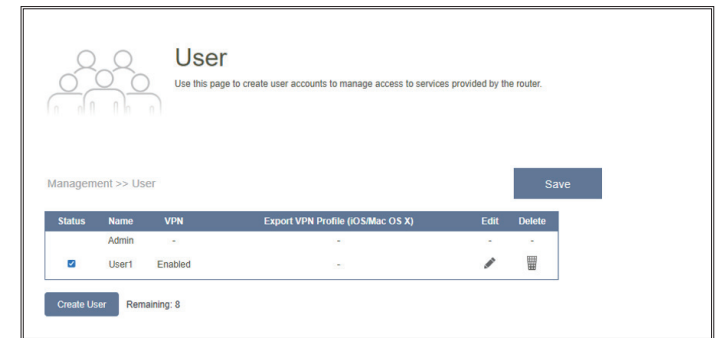 User
Use this page to create user accounts to manage access to services provided by the router.
Management >> User
Save
Status Name VPN Export VPN Profile (iOS/Mac OS X) Edit Delete
Admin - - - -
User1 Enabled -
Create User Remaining: 8